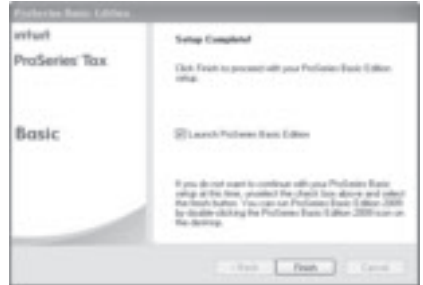 ProSeries Basic Edition
intuit
ProSeries Tax
Basic
Setup Complete!
Click Finish to proceed with your ProSeries Basic Edition
setup.
Launch ProSeries Basic Edition
If you do not want to continue with your ProSeries Basic
setup at this time, unselect the check box above and select
the finish button. You can run ProSeries Basic Edition 2009
by double-clicking the ProSeries Basic Edition 2009 icon on
the desktop.
< Back
Finish
Cancel